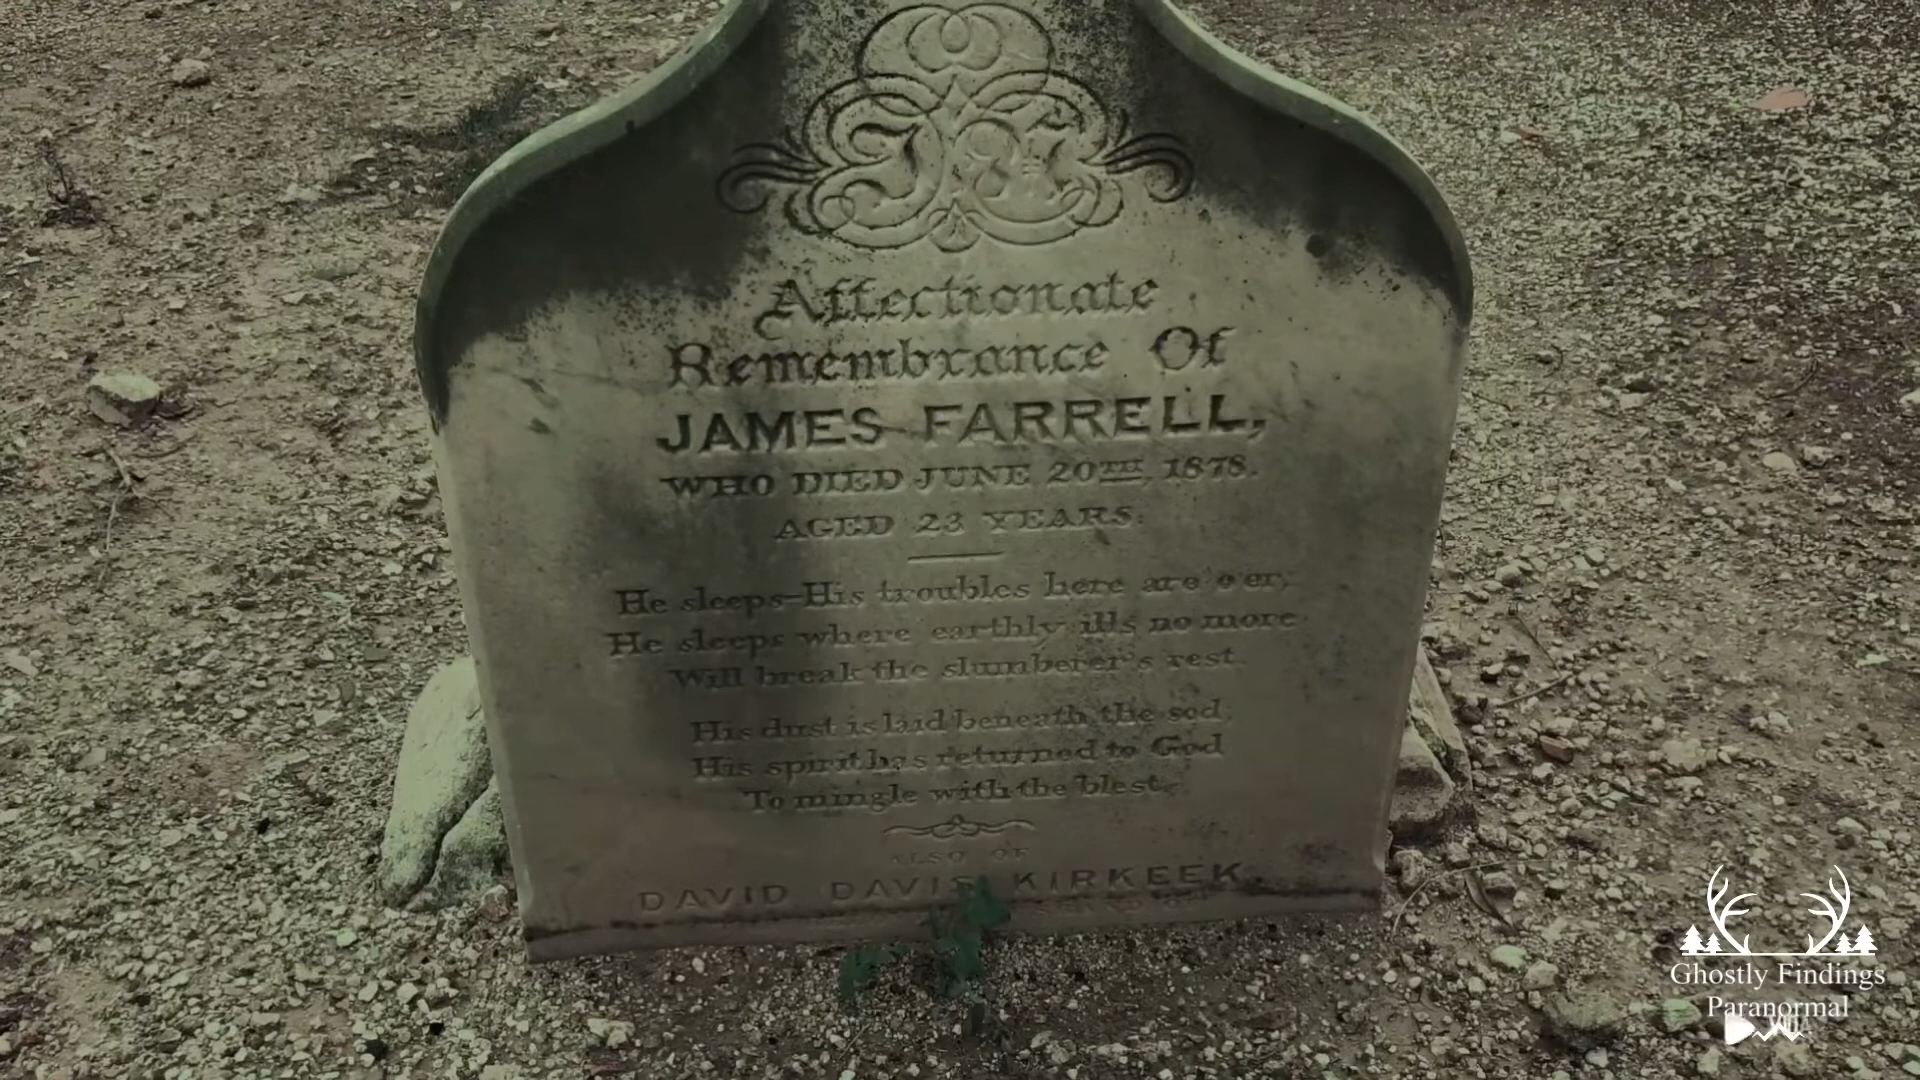 Affectionate
Remembrance Of
JAMES FARRELL,
WHO DIED JUNE 20TH 1878.
AGED 23 YEARS.
He sleeps-His troubles here are o'er,
He sleeps where earthly ills no more
Will break the slumberer's rest.
His dust is laid beneath the sod
His spirit has returned to God
To mingle with the blest.
ALSO OF
DAVID DAVIS KIRKEEK.
Ghostly Findings
Paranormal